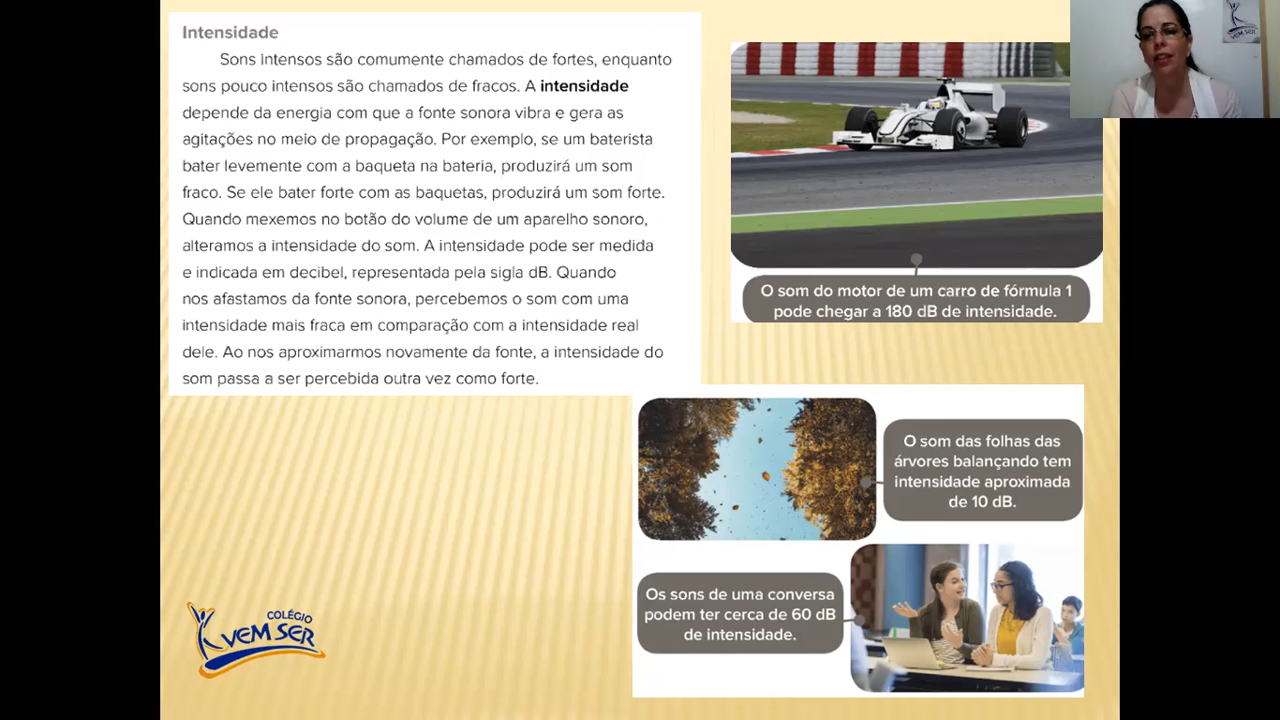 Intensidade
Sons intensos são comumente chamados de fortes, enquanto
sons pouco intensos são chamados de fracos. A intensidade
depende da energia com que a fonte sonora vibra e gera as
agitações no meio de propagação. Por exemplo, se um baterista
bater levemente com a baqueta na bateria, produzirá um som
fraco. Se ele bater forte com as baquetas, produzirá um som forte.
Quando mexemos no botão do volume de um aparelho sonoro,
alteramos a intensidade do som. A intensidade pode ser medida
e indicada em decibel, representada pela sigla dB. Quando
nos afastamos da fonte sonora, percebemos o som com uma
intensidade mais fraca em comparação com a intensidade real
dele. Ao nos aproximarmos novamente da fonte, a intensidade do
som passa a ser percebida outra vez como forte.
O som do motor de um carro de fórmula 1
pode chegar a 180 dB de intensidade.
O som das folhas das
árvores balançando tem
intensidade aproximada
de 10 dB.
Os sons de uma conversa
podem ter cerca de 60 dB
de intensidade.
COLÉGIO
VEM SER
VEM SER